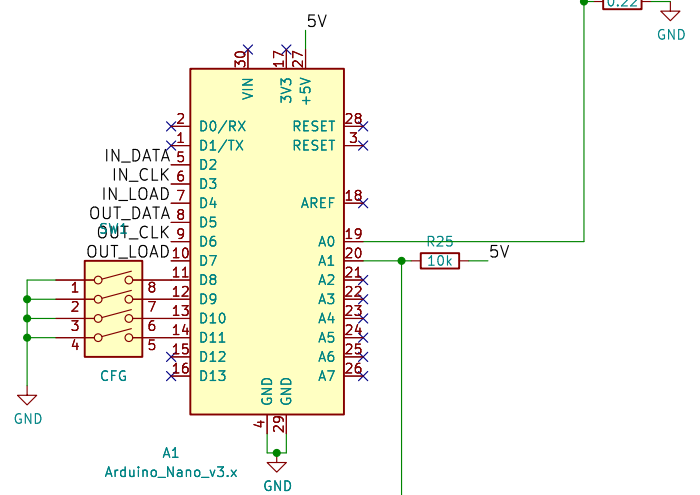 0.22
GND
5V
30
17
27
VIN
3V3
+5V
2 D0/RX RESET 28
1 D1/TX RESET 3
IN_DATA 5 D2
IN_CLK 6 D3
IN_LOAD 7 D4 AREF 18
OUT_DATA 8 D5
SW1
OUT_CLK 9 D6 A0 19
OUT_LOAD 10 D7 A1 20
R25
10k
5V
1 8 11 D8 A2 21
2 7 12 D9 A3 22
3 6 13 D10 A4 23
4 5 14 D11 A5 24
15 D12 A6 25
16 D13 A7 26
CFG
GND
GND GND
4 29
GND
A1
Arduino_Nano_v3.x